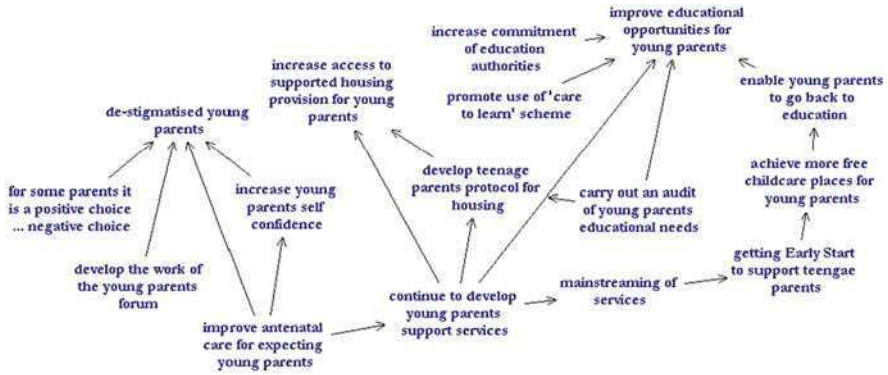 improve educational
opportunities for
young parents
increase commitment
of education
authorities
increase access to
supported housing
provision for young
parents
promote use of 'care
to learn' scheme
enable young parents
to go back to
education
de-stigmatised young
parents
develop teenage
parents protocol for
housing
achieve more free
childcare places for
young parents
for some parents it
is a positive choice
... negative choice
increase young
parents self
confidence
carry out an audit
of young parents
educational needs
develop the work of
the young parents
forum
getting Early Start
to support teengae
parents
mainstreaming of
services
continue to develop
young parents
support services
improve antenatal
care for expecting
young parents